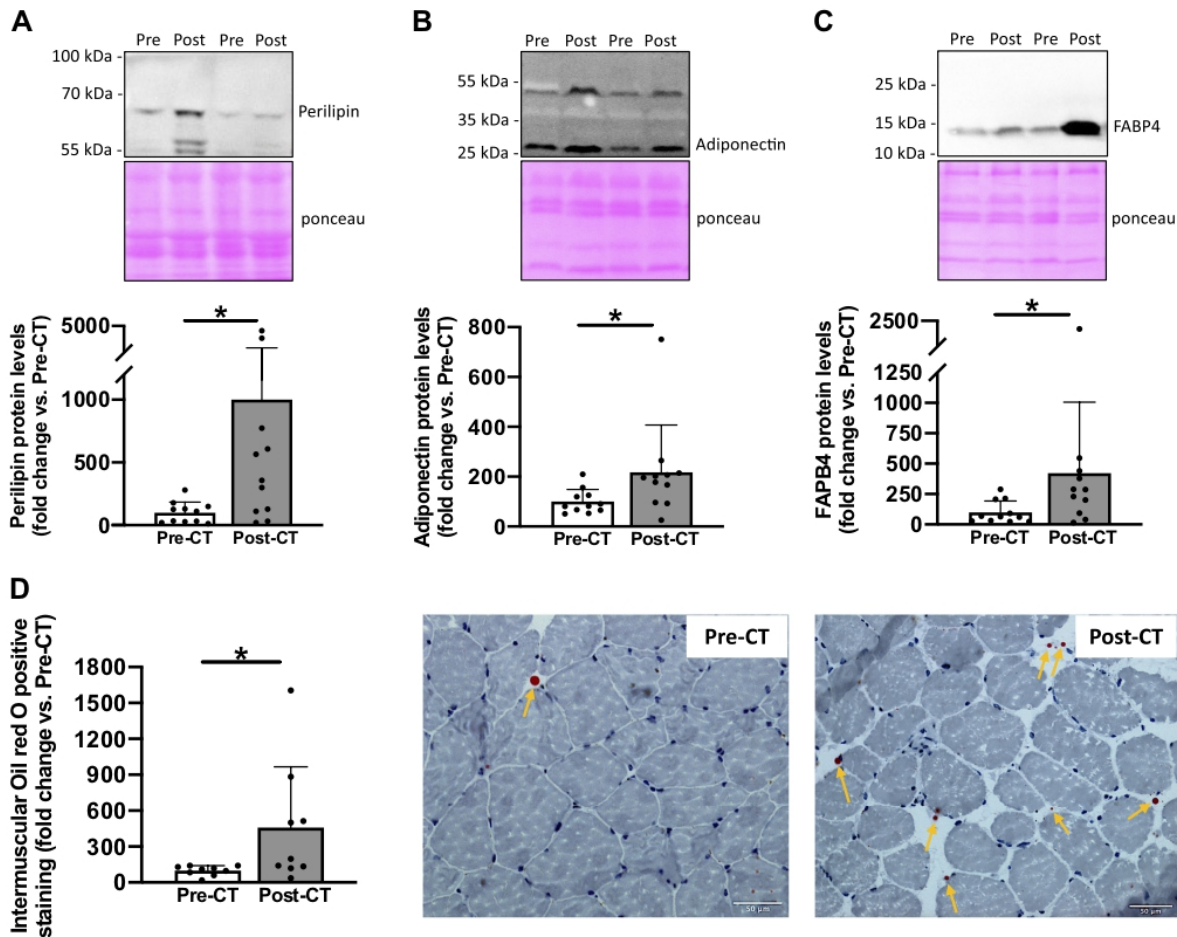 A
Pre Post Pre Post
100 kDa -
70 kDa -
Perilipin
55 kDa -
ponceau
Perilipin protein levels
(fold change vs. Pre-CT)
*
5000
1000
500
0
Pre-CT Post-CT
B
Pre Post Pre Post
55 kDa -
35 kDa -
Adiponectin
25 kDa -
ponceau
Adiponectin protein levels
(fold change vs. Pre-CT)
*
800
600
400
200
0
Pre-CT Post-CT
C
Pre Post Pre Post
25 kDa -
15 kDa -
FABP4
10 kDa -
ponceau
FAPB4 protein levels
(fold change vs. Pre-CT)
*
2500
1250
1000
750
500
250
0
Pre-CT Post-CT
D
Intermuscular Oil red O positive
staining (fold change vs. Pre-CT)
*
1800
1500
1200
900
600
300
0
Pre-CT Post-CT
Pre-CT
50 µm
Post-CT
50 µm